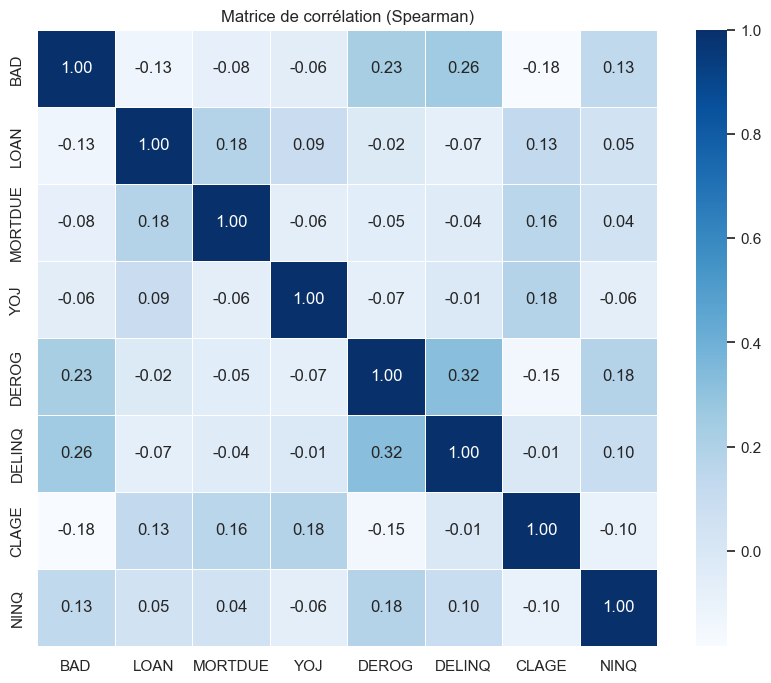 Matrice de corrélation (Spearman)
BAD 1.00 -0.13 -0.08 -0.06 0.23 0.26 -0.18 0.13
LOAN -0.13 1.00 0.18 0.09 -0.02 -0.07 0.13 0.05
MORTDUE -0.08 0.18 1.00 -0.06 -0.05 -0.04 0.16 0.04
YOJ -0.06 0.09 -0.06 1.00 -0.07 -0.01 0.18 -0.06
DEROG 0.23 -0.02 -0.05 -0.07 1.00 0.32 -0.15 0.18
DELINQ 0.26 -0.07 -0.04 -0.01 0.32 1.00 -0.01 0.10
CLAGE -0.18 0.13 0.16 0.18 -0.15 -0.01 1.00 -0.10
NINQ 0.13 0.05 0.04 -0.06 0.18 0.10 -0.10 1.00
BAD LOAN MORTDUE YOJ DEROG DELINQ CLAGE NINQ
1.0
0.8
0.6
0.4
0.2
0.0